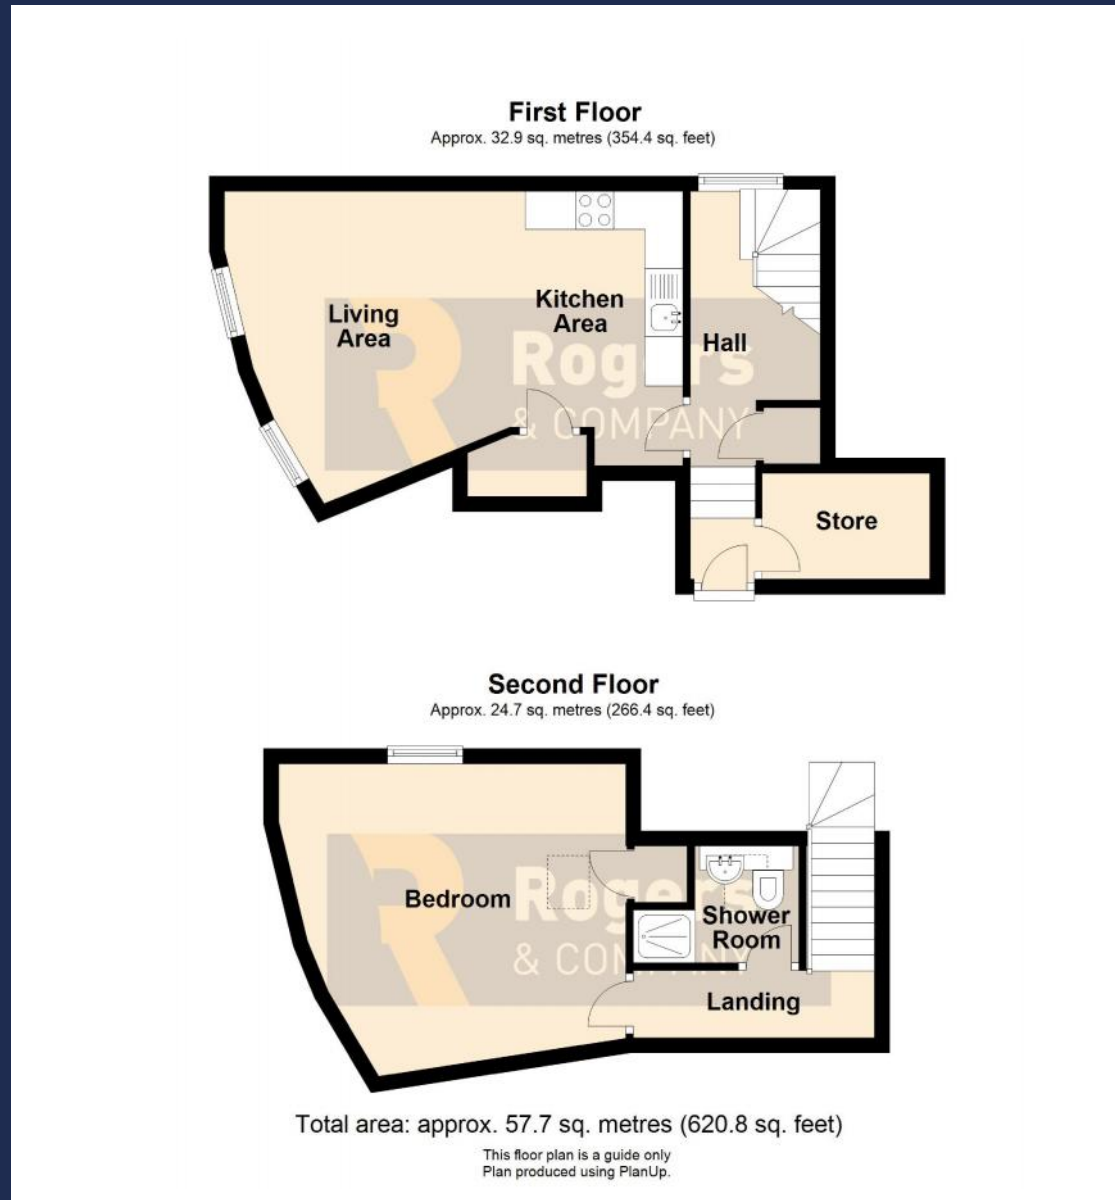 First Floor
Approx. 32.9 sq. metres (354.4 sq. feet)
Living
Area
Kitchen
Area
Hall
Rogers
& COMPANY
Store
Second Floor
Approx. 24.7 sq. metres (266.4 sq. feet)
Bedroom
Rogers
& COMPANY
Shower
Room
Landing
Total area: approx. 57.7 sq. metres (620.8 sq. feet)
This floor plan is a guide only
Plan produced using PlanUp.